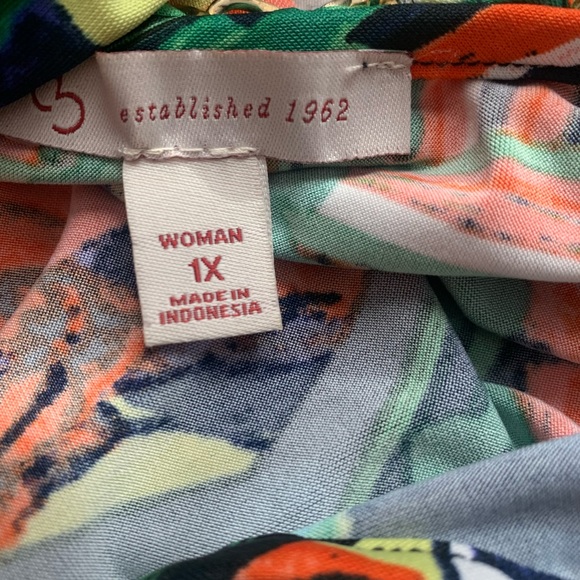 established 1962
WOMAN
1X
MADE IN
INDONESIA